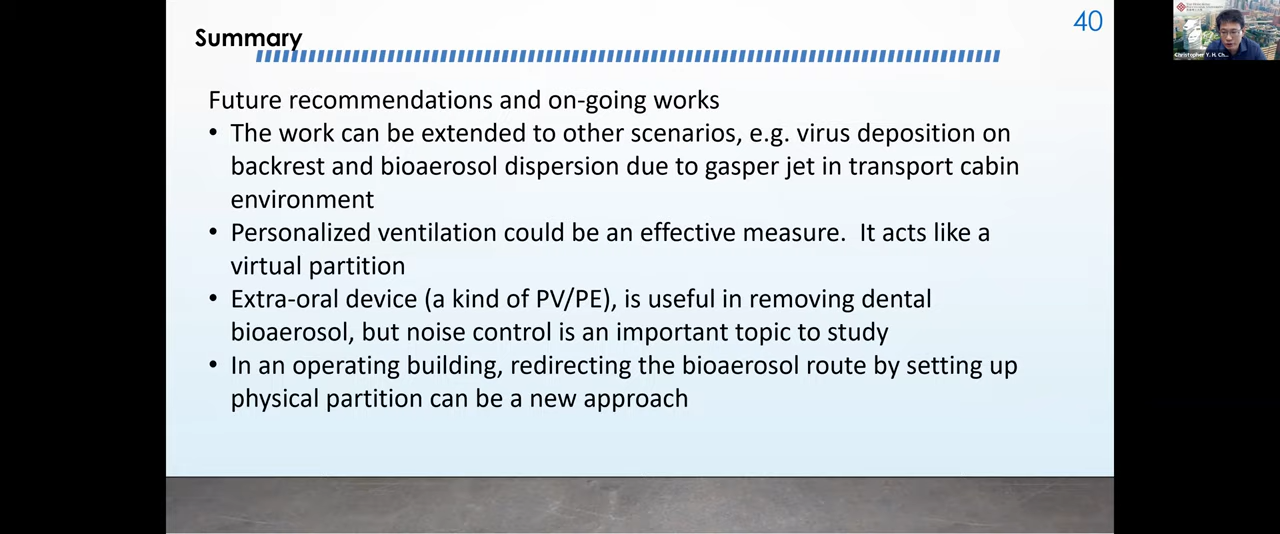 40
Summary
Future recommendations and on-going works
• The work can be extended to other scenarios, e.g. virus deposition on
backrest and bioaerosol dispersion due to gasper jet in transport cabin
environment
• Personalized ventilation could be an effective measure.  It acts like a
virtual partition
• Extra-oral device (a kind of PV/PE), is useful in removing dental
bioaerosol, but noise control is an important topic to study
• In an operating building, redirecting the bioaerosol route by setting up
physical partition can be a new approach
Christopher Y. H. Ch...